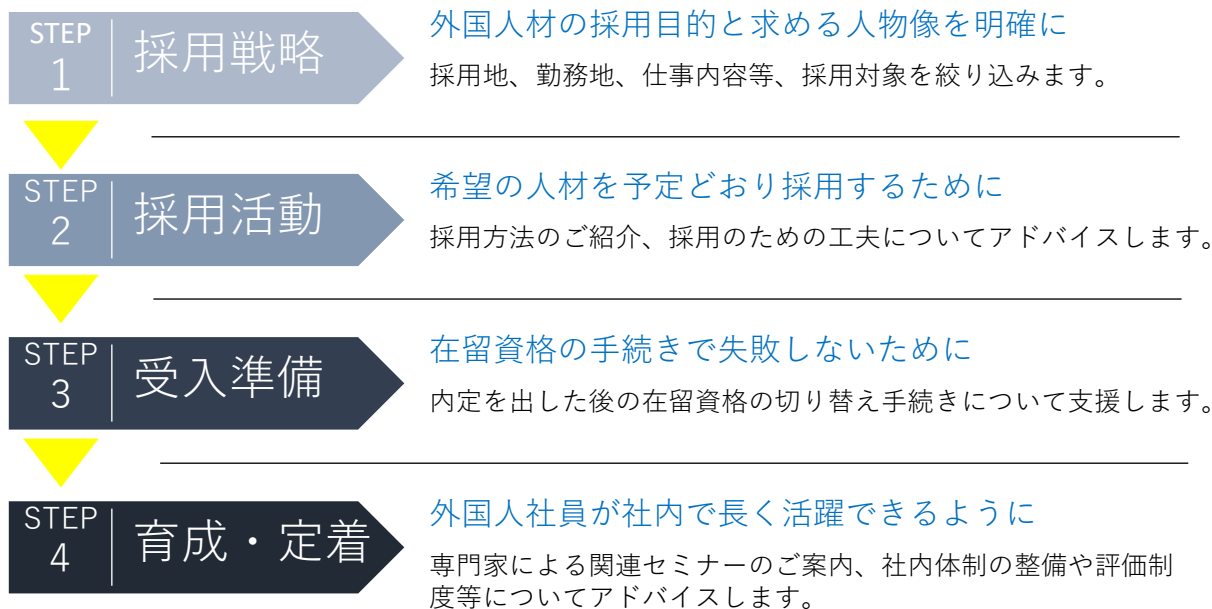 STEP
1
採用戦略
外国人材の採用目的と求める人物像を明確に
採用地、勤務地、仕事内容等、採用対象を絞り込みます。
STEP
2
採用活動
希望の人材を予定どおり採用するために
採用方法のご紹介、採用のための工夫についてアドバイスします。
STEP
3
受入準備
在留資格の手続きで失敗しないために
内定を出した後の在留資格の切り替え手続きについて支援します。
STEP
4
育成・定着
外国人社員が社内で長く活躍できるように
専門家による関連セミナーのご案内、社内体制の整備や評価制
度等についてアドバイスします。